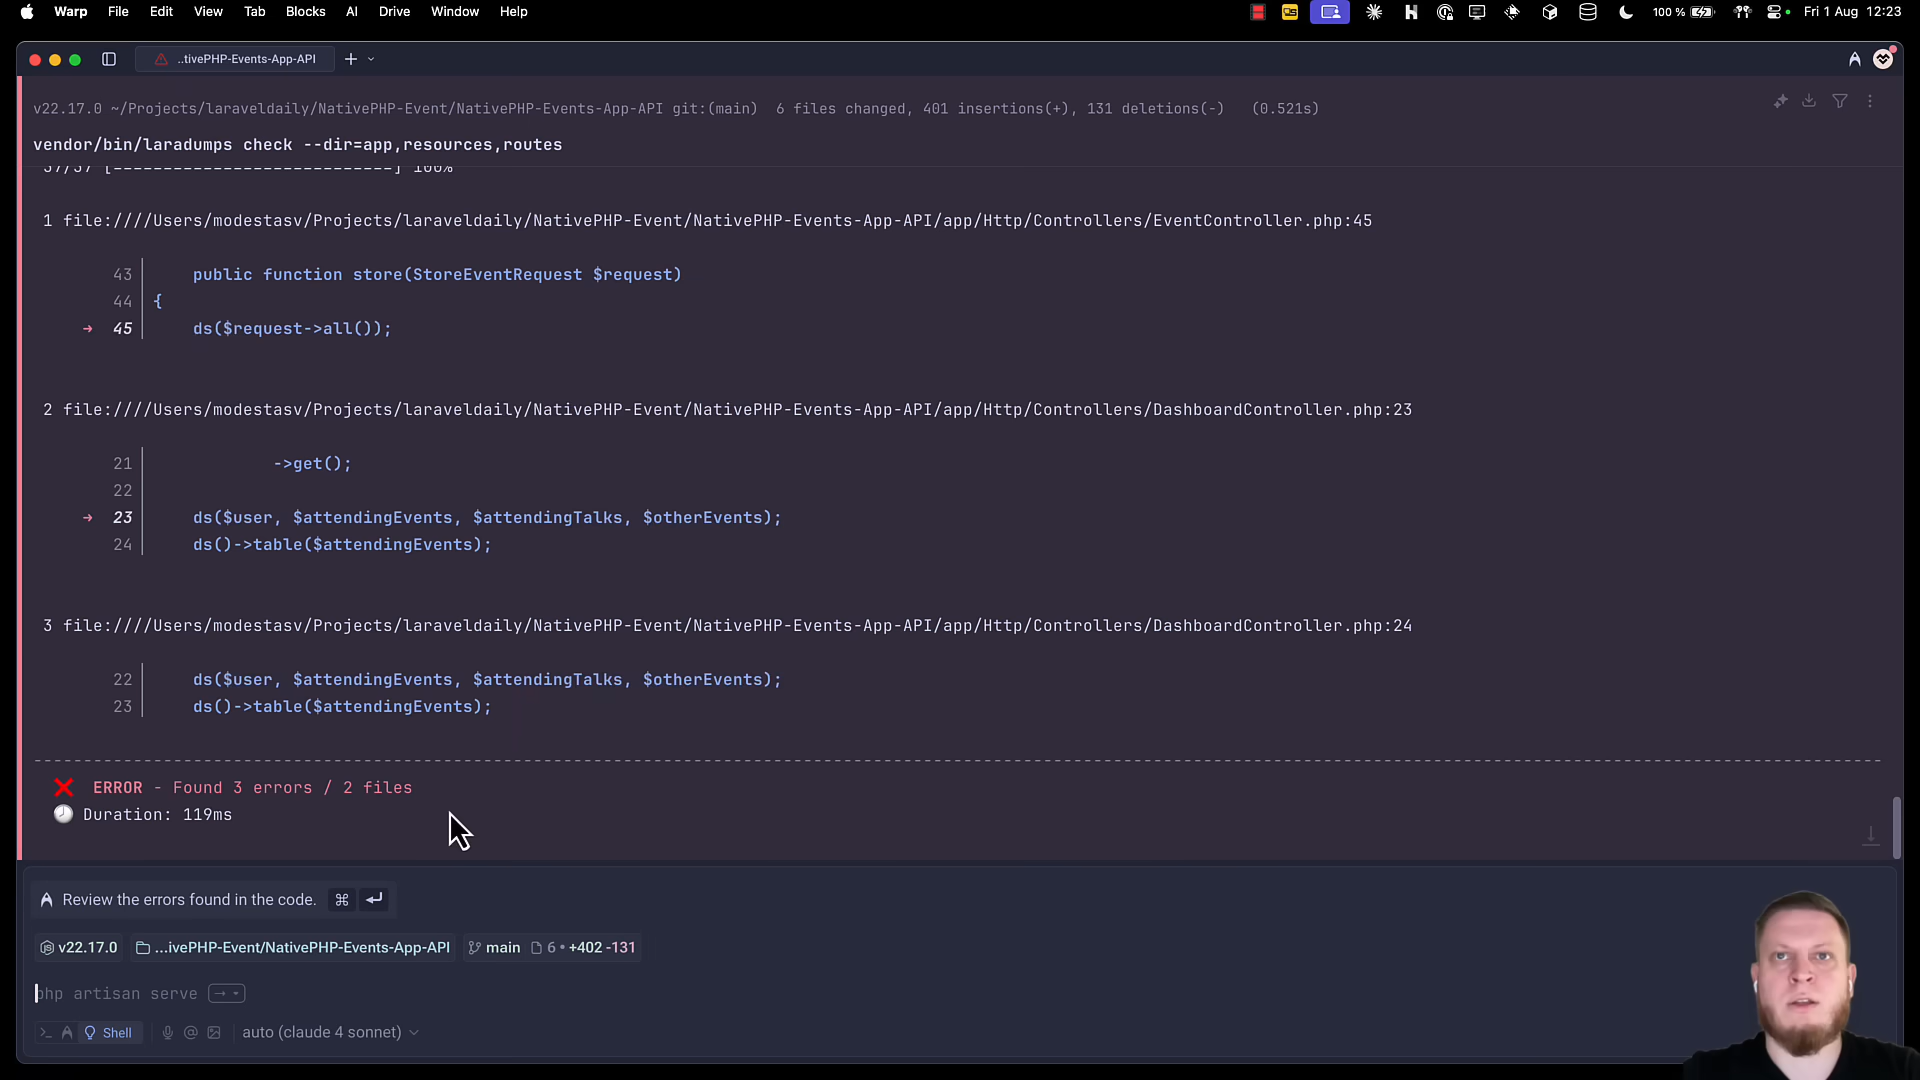 Warp File Edit View Tab Blocks AI Drive Window Help 100 % Fri 1 Aug 12:23
..tivePHP-Events-App-API
v22.17.0 ~/Projects/laraveldaily/NativePHP-Event/NativePHP-Events-App-API git:(main) 6 files changed, 401 insertions(+), 131 deletions(-) (0.521s)
vendor/bin/laradumps check --dir=app,resources,routes
37/37 [----------------------------] 100%
1 file:////Users/modestasv/Projects/laraveldaily/NativePHP-Event/NativePHP-Events-App-API/app/Http/Controllers/EventController.php:45
43 public function store(StoreEventRequest $request)
44 {
→ 45 ds($request->all());
2 file:////Users/modestasv/Projects/laraveldaily/NativePHP-Event/NativePHP-Events-App-API/app/Http/Controllers/DashboardController.php:23
21 ->get();
22
→ 23 ds($user, $attendingEvents, $attendingTalks, $otherEvents);
24 ds()->table($attendingEvents);
3 file:////Users/modestasv/Projects/laraveldaily/NativePHP-Event/NativePHP-Events-App-API/app/Http/Controllers/DashboardController.php:24
22 ds($user, $attendingEvents, $attendingTalks, $otherEvents);
23 ds()->table($attendingEvents);
❌ ERROR - Found 3 errors / 2 files
Duration: 119ms
Review the errors found in the code. ⌘ ↵
v22.17.0 ...ivePHP-Event/NativePHP-Events-App-API main 6 • +402 -131
php artisan serve →
Shell @ auto (claude 4 sonnet)